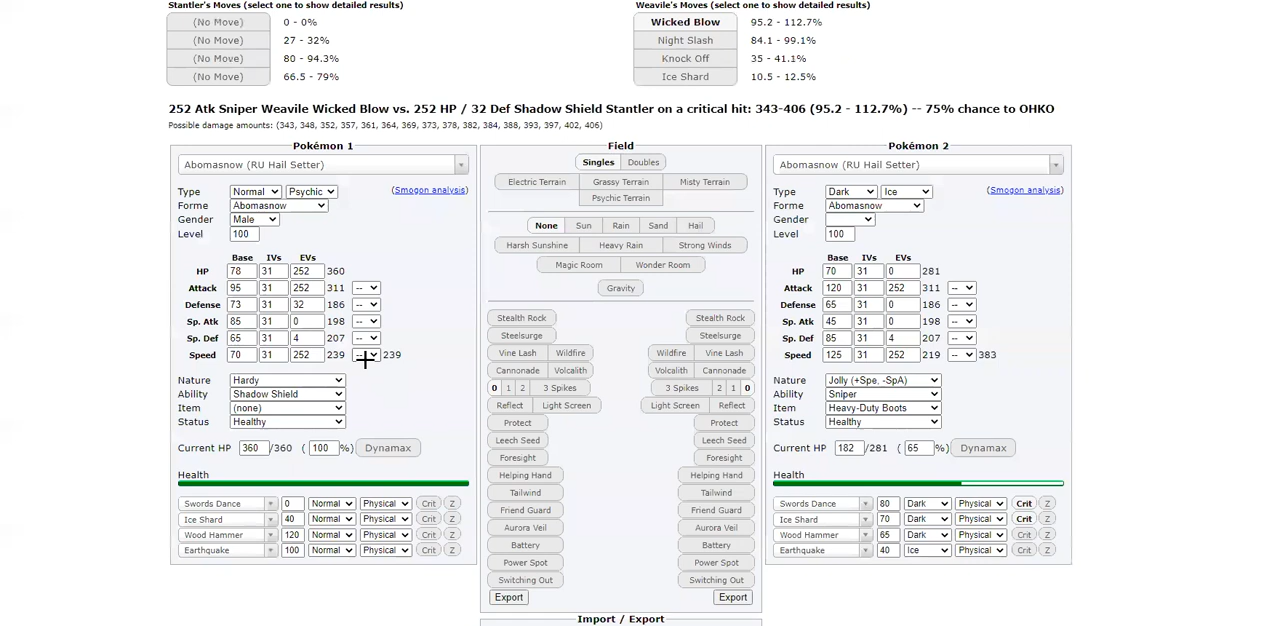 Stantler's Moves (select one to show detailed results) Weavile's Moves (select one to show detailed results)
(No Move) 0 - 0% Wicked Blow 95.2 - 112.7%
(No Move) 27 - 32% Night Slash 84.1 - 99.1%
(No Move) 80 - 94.3% Knock Off 35 - 41.1%
(No Move) 66.5 - 79% Ice Shard 10.5 - 12.5%
252 Atk Sniper Weavile Wicked Blow vs. 252 HP / 32 Def Shadow Shield Stantler on a critical hit: 343-406 (95.2 - 112.7%) -- 75% chance to OHKO
Possible damage amounts: (343, 348, 352, 357, 361, 364, 369, 373, 378, 382, 384, 388, 393, 397, 402, 406)
Pokémon 1
Abomasnow (RU Hail Setter)
Type Normal Psychic (Smogon analysis)
Forme Abomasnow
Gender Male
Level 100
Base IVs EVs
HP 78 31 252 360
Attack 95 31 252 311 --
Defense 73 31 32 186 --
Sp. Atk 85 31 0 198 --
Sp. Def 65 31 4 207 --
Speed 70 31 252 239 -- 239
Nature Hardy
Ability Shadow Shield
Item (none)
Status Healthy
Current HP 360 /360 ( 100 %) Dynamax
Health
Swords Dance 0 Normal Physical Crit Z
Ice Shard 40 Normal Physical Crit Z
Wood Hammer 120 Normal Physical Crit Z
Earthquake 100 Normal Physical Crit Z
Field
Singles Doubles
Electric Terrain Grassy Terrain Misty Terrain
Psychic Terrain
None Sun Rain Sand Hail
Harsh Sunshine Heavy Rain Strong Winds
Magic Room Wonder Room
Gravity
Stealth Rock Stealth Rock
Steelsurge Steelsurge
Vine Lash Wildfire Wildfire Vine Lash
Cannonade Volcalith Volcalith Cannonade
0 1 2 3 Spikes 3 Spikes 2 1 0
Reflect Light Screen Light Screen Reflect
Protect Protect
Leech Seed Leech Seed
Foresight Foresight
Helping Hand Helping Hand
Tailwind Tailwind
Friend Guard Friend Guard
Aurora Veil Aurora Veil
Battery Battery
Power Spot Power Spot
Switching Out Switching Out
Export Export
Import / Export
Pokémon 2
Abomasnow (RU Hail Setter)
Type Dark Ice (Smogon analysis)
Forme Abomasnow
Gender
Level 100
Base IVs EVs
HP 70 31 0 281
Attack 120 31 252 311 --
Defense 65 31 0 186 --
Sp. Atk 45 31 0 198 --
Sp. Def 85 31 4 207 --
Speed 125 31 252 219 -- 383
Nature Jolly (+Spe, -SpA)
Ability Sniper
Item Heavy-Duty Boots
Status Healthy
Current HP 182 /281 ( 65 %) Dynamax
Health
Swords Dance 80 Dark Physical Crit Z
Ice Shard 70 Dark Physical Crit Z
Wood Hammer 65 Dark Physical Crit Z
Earthquake 40 Ice Physical Crit Z